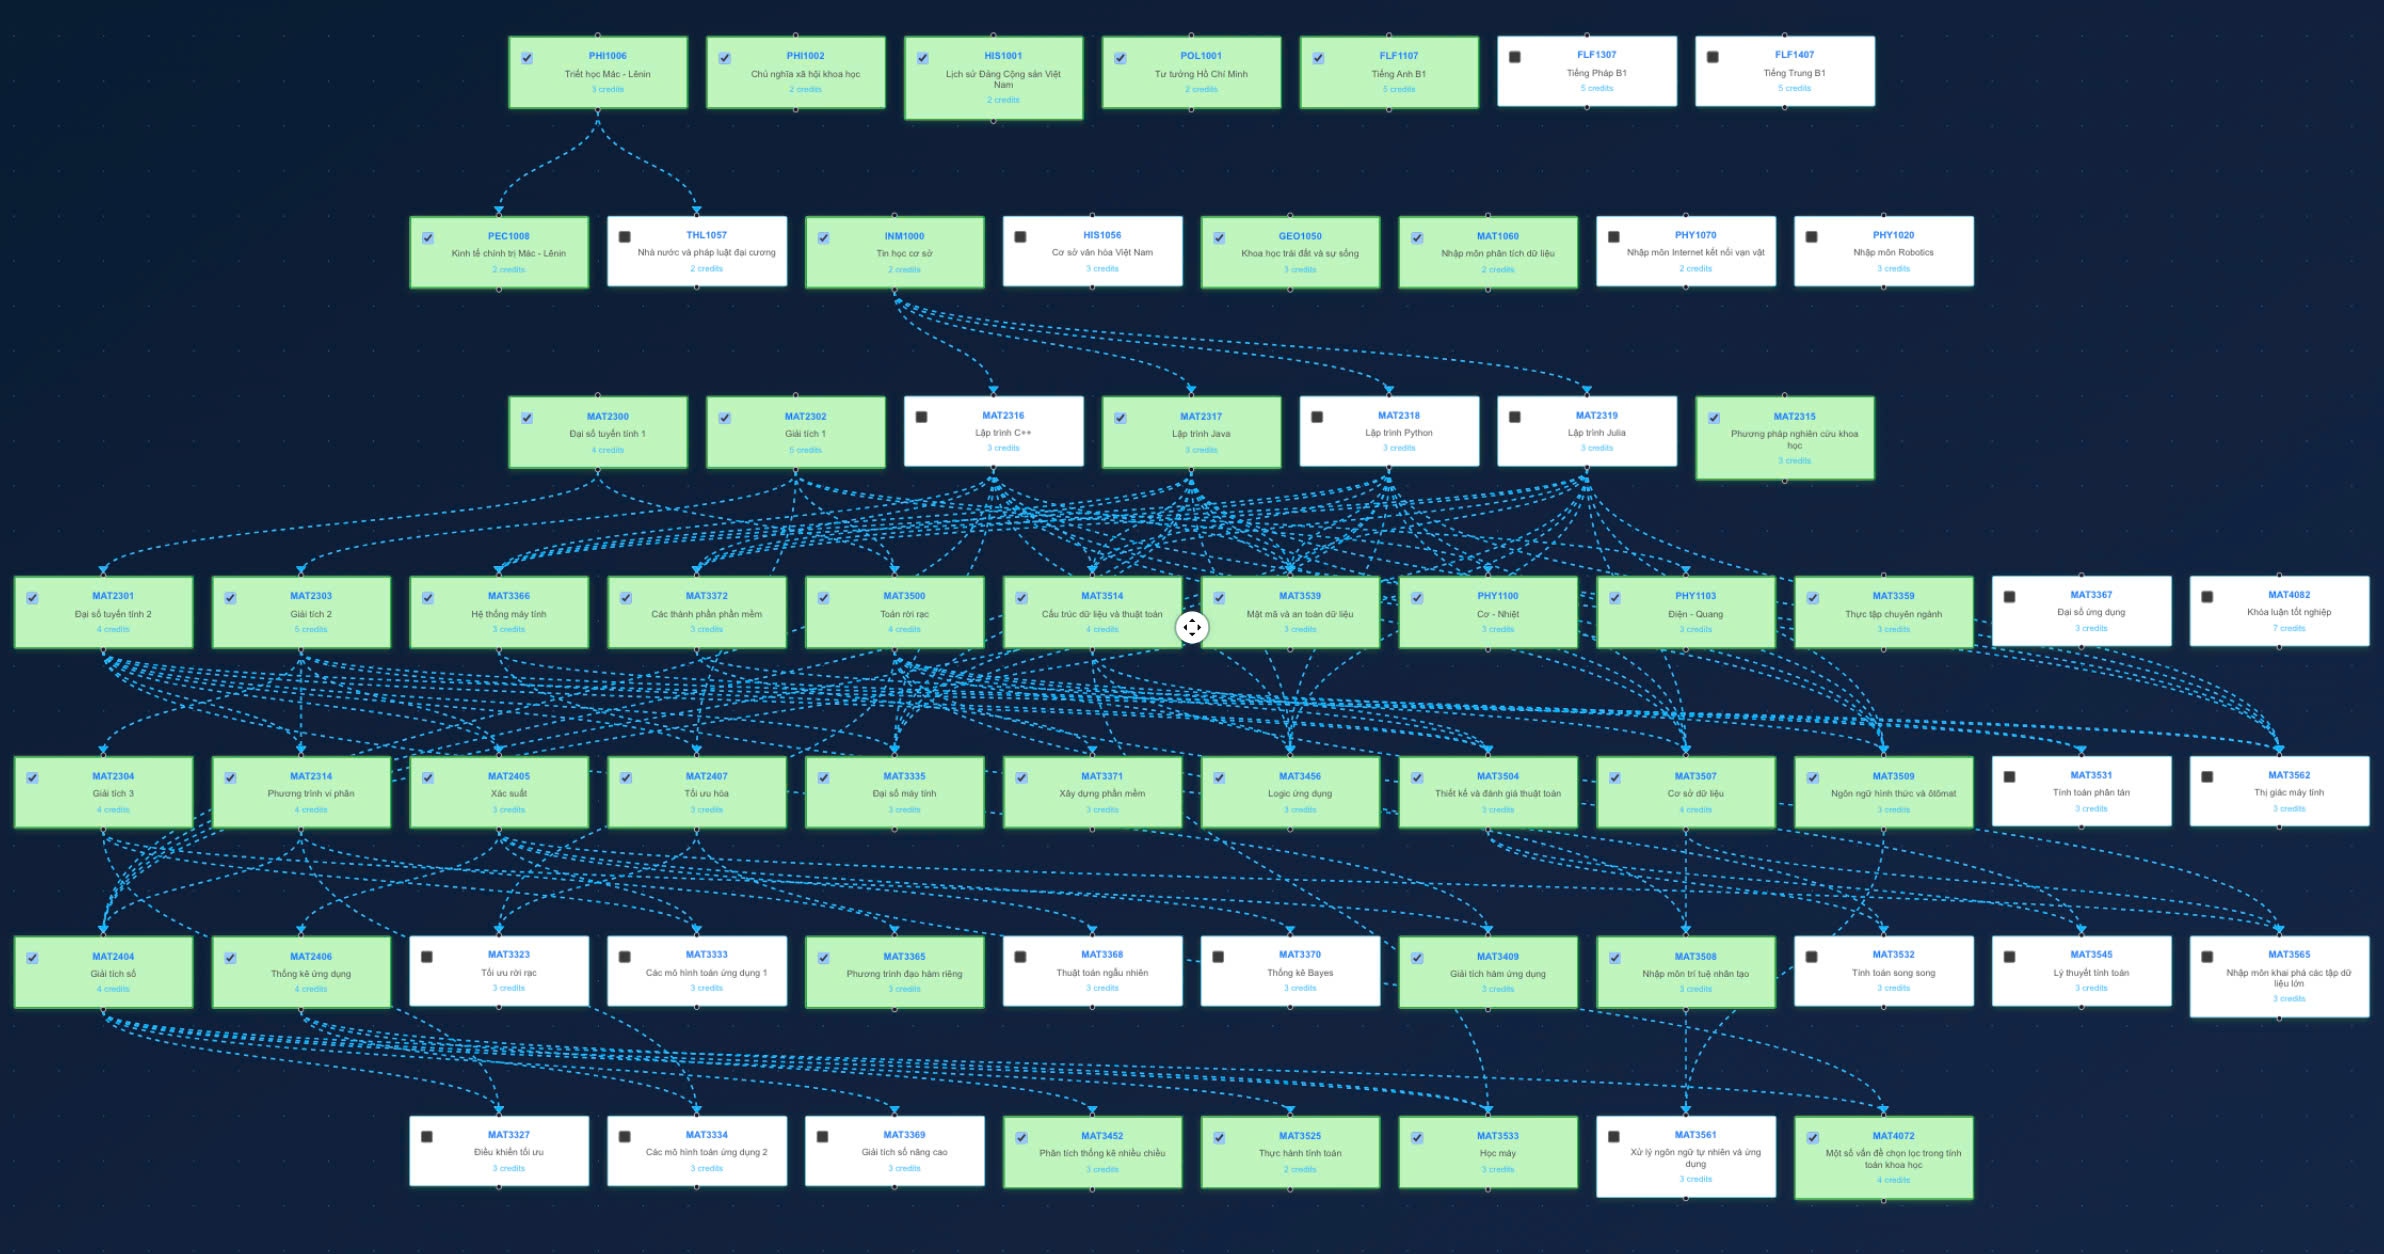 PHI1006
Triết học Mác - Lênin
3 credits
PHI1002
Chủ nghĩa xã hội khoa học
2 credits
HIS1001
Lịch sử Đảng Cộng sản Việt
Nam
2 credits
POL1001
Tư tưởng Hồ Chí Minh
2 credits
FLF1107
Tiếng Anh B1
5 credits
FLF1307
Tiếng Pháp B1
5 credits
FLF1407
Tiếng Trung B1
5 credits
PEC1008
Kinh tế chính trị Mác - Lênin
2 credits
THL1057
Nhà nước và pháp luật đại cương
2 credits
INM1000
Tin học cơ sở
2 credits
HIS1056
Cơ sở văn hóa Việt Nam
3 credits
GEO1050
Khoa học trái đất và sự sống
3 credits
MAT1060
Nhập môn phân tích dữ liệu
2 credits
PHY1070
Nhập môn Internet kết nối vạn vật
2 credits
PHY1020
Nhập môn Robotics
3 credits
MAT2300
Đại số tuyến tính 1
4 credits
MAT2302
Giải tích 1
5 credits
MAT2316
Lập trình C++
3 credits
MAT2317
Lập trình Java
3 credits
MAT2318
Lập trình Python
3 credits
MAT2319
Lập trình Julia
3 credits
MAT2315
Phương pháp nghiên cứu khoa
học
3 credits
MAT2301
Đại số tuyến tính 2
4 credits
MAT2303
Giải tích 2
5 credits
MAT3366
Hệ thống máy tính
3 credits
MAT3372
Các thành phần phần mềm
3 credits
MAT3500
Toán rời rạc
4 credits
MAT3514
Cấu trúc dữ liệu và thuật toán
4 credits
MAT3539
Mật mã và an toàn dữ liệu
3 credits
PHY1100
Cơ - Nhiệt
3 credits
PHY1103
Điện - Quang
3 credits
MAT3359
Thực tập chuyên ngành
3 credits
MAT3367
Đại số ứng dụng
3 credits
MAT4082
Khóa luận tốt nghiệp
7 credits
MAT2304
Giải tích 3
4 credits
MAT2314
Phương trình vi phân
4 credits
MAT2405
Xác suất
3 credits
MAT2407
Tối ưu hóa
3 credits
MAT3335
Đại số máy tính
3 credits
MAT3371
Xây dựng phần mềm
3 credits
MAT3456
Logic ứng dụng
3 credits
MAT3504
Thiết kế và đánh giá thuật toán
3 credits
MAT3507
Cơ sở dữ liệu
4 credits
MAT3509
Ngôn ngữ hình thức và ôtômat
3 credits
MAT3531
Tính toán phân tán
3 credits
MAT3562
Thị giác máy tính
3 credits
MAT2404
Giải tích số
4 credits
MAT2406
Thống kê ứng dụng
4 credits
MAT3323
Tối ưu rời rạc
3 credits
MAT3333
Các mô hình toán ứng dụng 1
3 credits
MAT3365
Phương trình đạo hàm riêng
3 credits
MAT3368
Thuật toán ngẫu nhiên
3 credits
MAT3370
Thống kê Bayes
3 credits
MAT3409
Giải tích hàm ứng dụng
3 credits
MAT3508
Nhập môn trí tuệ nhân tạo
3 credits
MAT3532
Tính toán song song
3 credits
MAT3545
Lý thuyết tính toán
3 credits
MAT3565
Nhập môn khai phá các tập dữ
liệu lớn
3 credits
MAT3327
Điều khiển tối ưu
3 credits
MAT3334
Các mô hình toán ứng dụng 2
3 credits
MAT3369
Giải tích số nâng cao
3 credits
MAT3452
Phân tích thống kê nhiều chiều
3 credits
MAT3525
Thực hành tính toán
2 credits
MAT3533
Học máy
3 credits
MAT3561
Xử lý ngôn ngữ tự nhiên và ứng
dụng
3 credits
MAT4072
Một số vấn đề chọn lọc trong tính
toán khoa học
4 credits